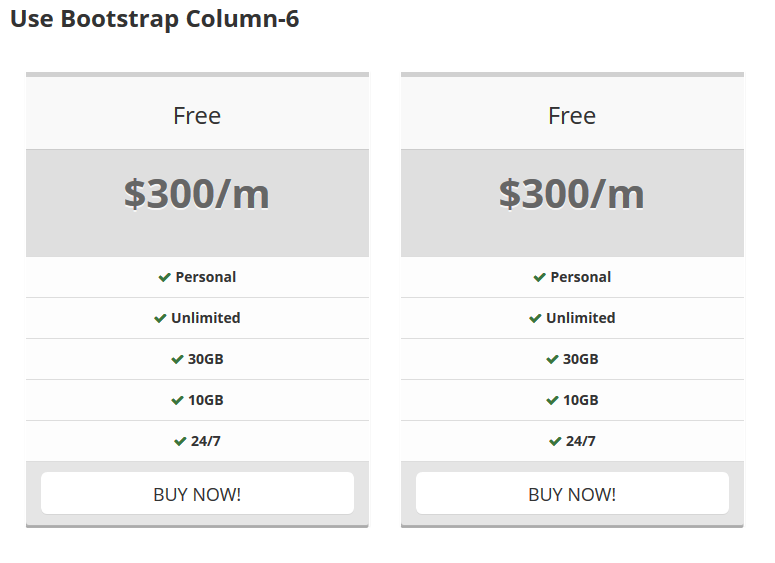 Use Bootstrap Column-6
Free
$300/m
Personal
Unlimited
30GB
10GB
24/7
BUY NOW!
Free
$300/m
Personal
Unlimited
30GB
10GB
24/7
BUY NOW!